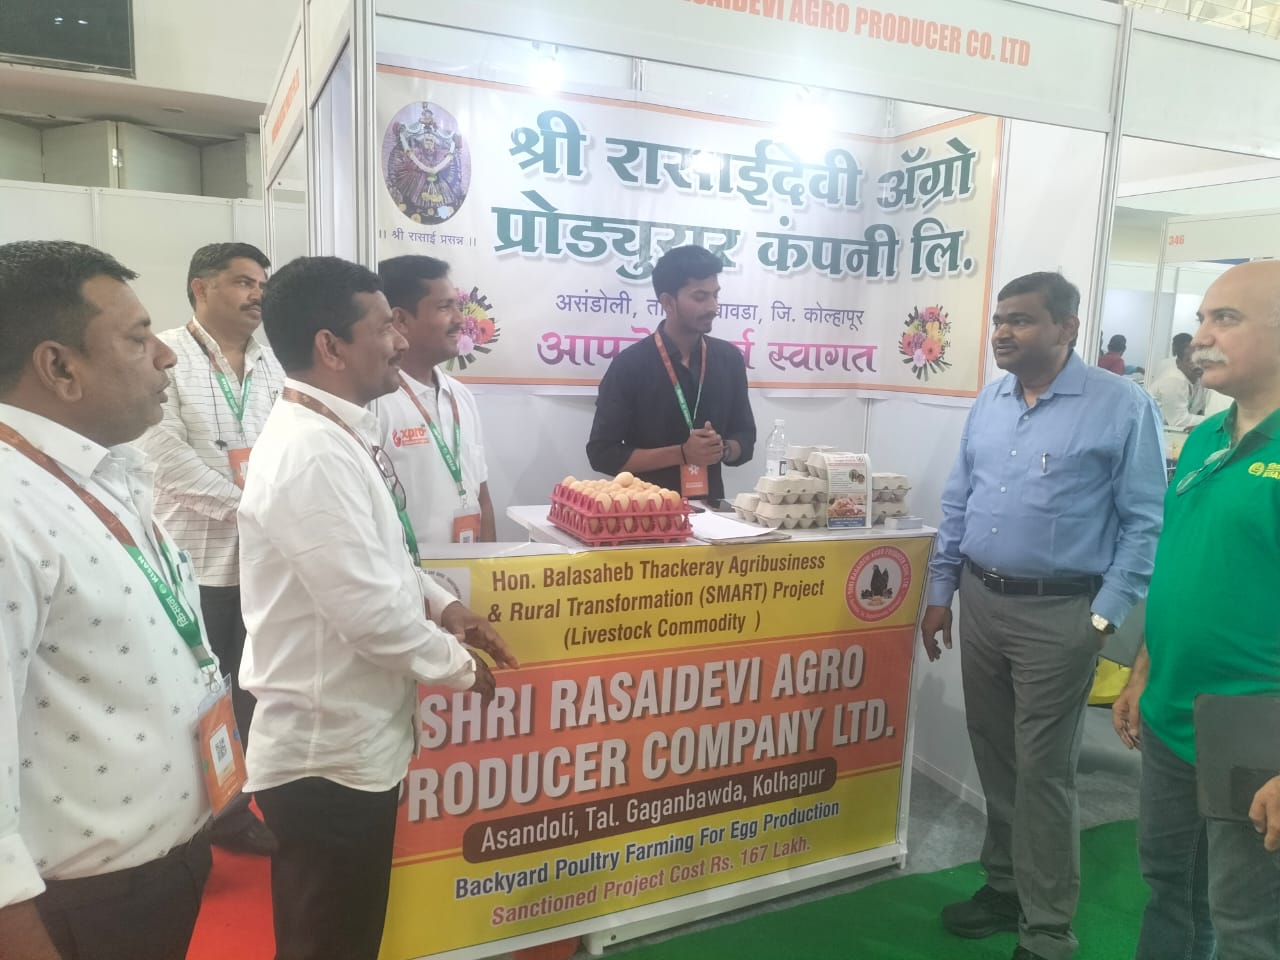 RASAIDEVI AGRO PRODUCER CO. LTD
श्री रासाईदेवी ॲग्रो
प्रोड्युसर कंपनी लि.
|| श्री रासाई प्रसन्न ||
असंडोली, जि. कोल्हापूर
स्वागत
346
Hon. Balasaheb Thackeray Agribusiness
& Rural Transformation (SMART) Project
(Livestock Commodity )
SHRI RASAIDEVI AGRO
PRODUCER COMPANY LTD.
Asandoli, Tal. Gaganbawda, Kolhapur
Backyard Poultry Farming For Egg Production
Sanctioned Project Cost Rs. 167 Lakh.
KISAN
किसान